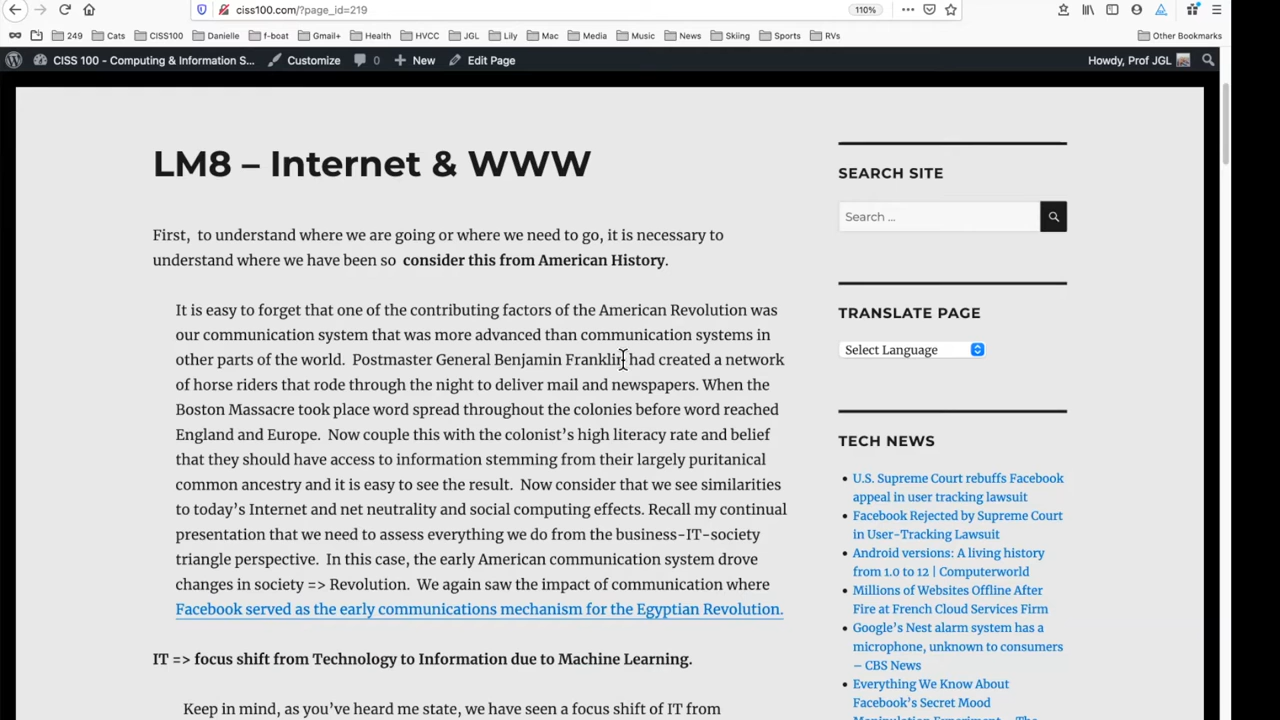 ciss100.com/?page_id=219
110%
249
Cats
CISS100
Danielle
f-boat
Gmail+
Health
HVCC
JGL
Lily
Mac
Media
Music
News
Skiing
Sports
RVs
Other Bookmarks
CISS 100 - Computing & Information S...
Customize
0
New
Edit Page
Howdy, Prof JGL
LM8 – Internet & WWW
First, to understand where we are going or where we need to go, it is necessary to
understand where we have been so consider this from American History.
It is easy to forget that one of the contributing factors of the American Revolution was
our communication system that was more advanced than communication systems in
other parts of the world. Postmaster General Benjamin Franklin had created a network
of horse riders that rode through the night to deliver mail and newspapers. When the
Boston Massacre took place word spread throughout the colonies before word reached
England and Europe. Now couple this with the colonist's high literacy rate and belief
that they should have access to information stemming from their largely puritanical
common ancestry and it is easy to see the result. Now consider that we see similarities
to today's Internet and net neutrality and social computing effects. Recall my continual
presentation that we need to assess everything we do from the business-IT-society
triangle perspective. In this case, the early American communication system drove
changes in society => Revolution. We again saw the impact of communication where
Facebook served as the early communications mechanism for the Egyptian Revolution.
IT => focus shift from Technology to Information due to Machine Learning.
Keep in mind, as you've heard me state, we have seen a focus shift of IT from
SEARCH SITE
Search ...
TRANSLATE PAGE
Select Language
TECH NEWS
U.S. Supreme Court rebuffs Facebook
appeal in user tracking lawsuit
Facebook Rejected by Supreme Court
in User-Tracking Lawsuit
Android versions: A living history
from 1.0 to 12 | Computerworld
Millions of Websites Offline After
Fire at French Cloud Services Firm
Google's Nest alarm system has a
microphone, unknown to consumers
– CBS News
Everything We Know About
Facebook's Secret Mood
Manipulation Experiment – The